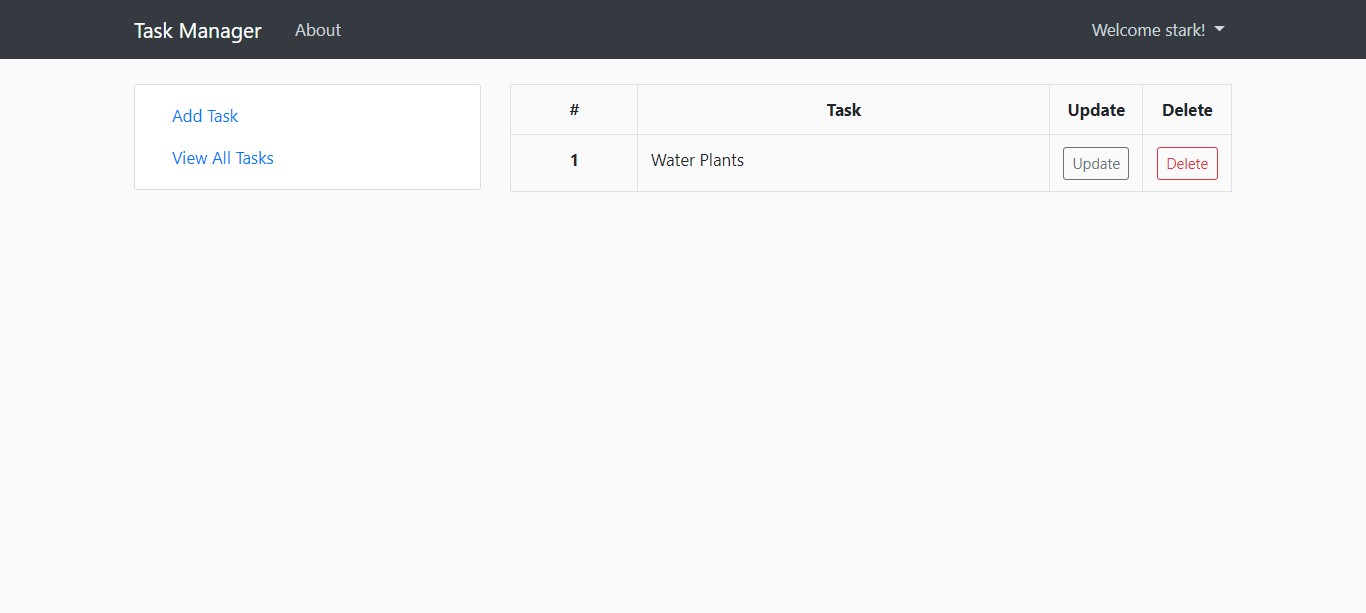 Task Manager About Welcome stark!
Add Task
View All Tasks
# Task Update Delete
1 Water Plants Update Delete